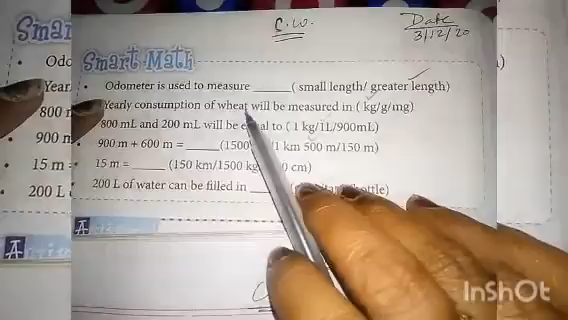 C.W.
Date
3/12/20
Smart Math
• Odometer is used to measure ______ ( small length/ greater length)
Yearly consumption of wheat will be measured in ( kg/g/mg)
800 mL and 200 mL will be to ( 1 kg/1L/900mL)
• 900 m + 600 m = ______ (1500 /1 km 500 m/150 m)
• 15 m = ______ (150 km/1500 cm)
200 L of water can be filled in
InShOt